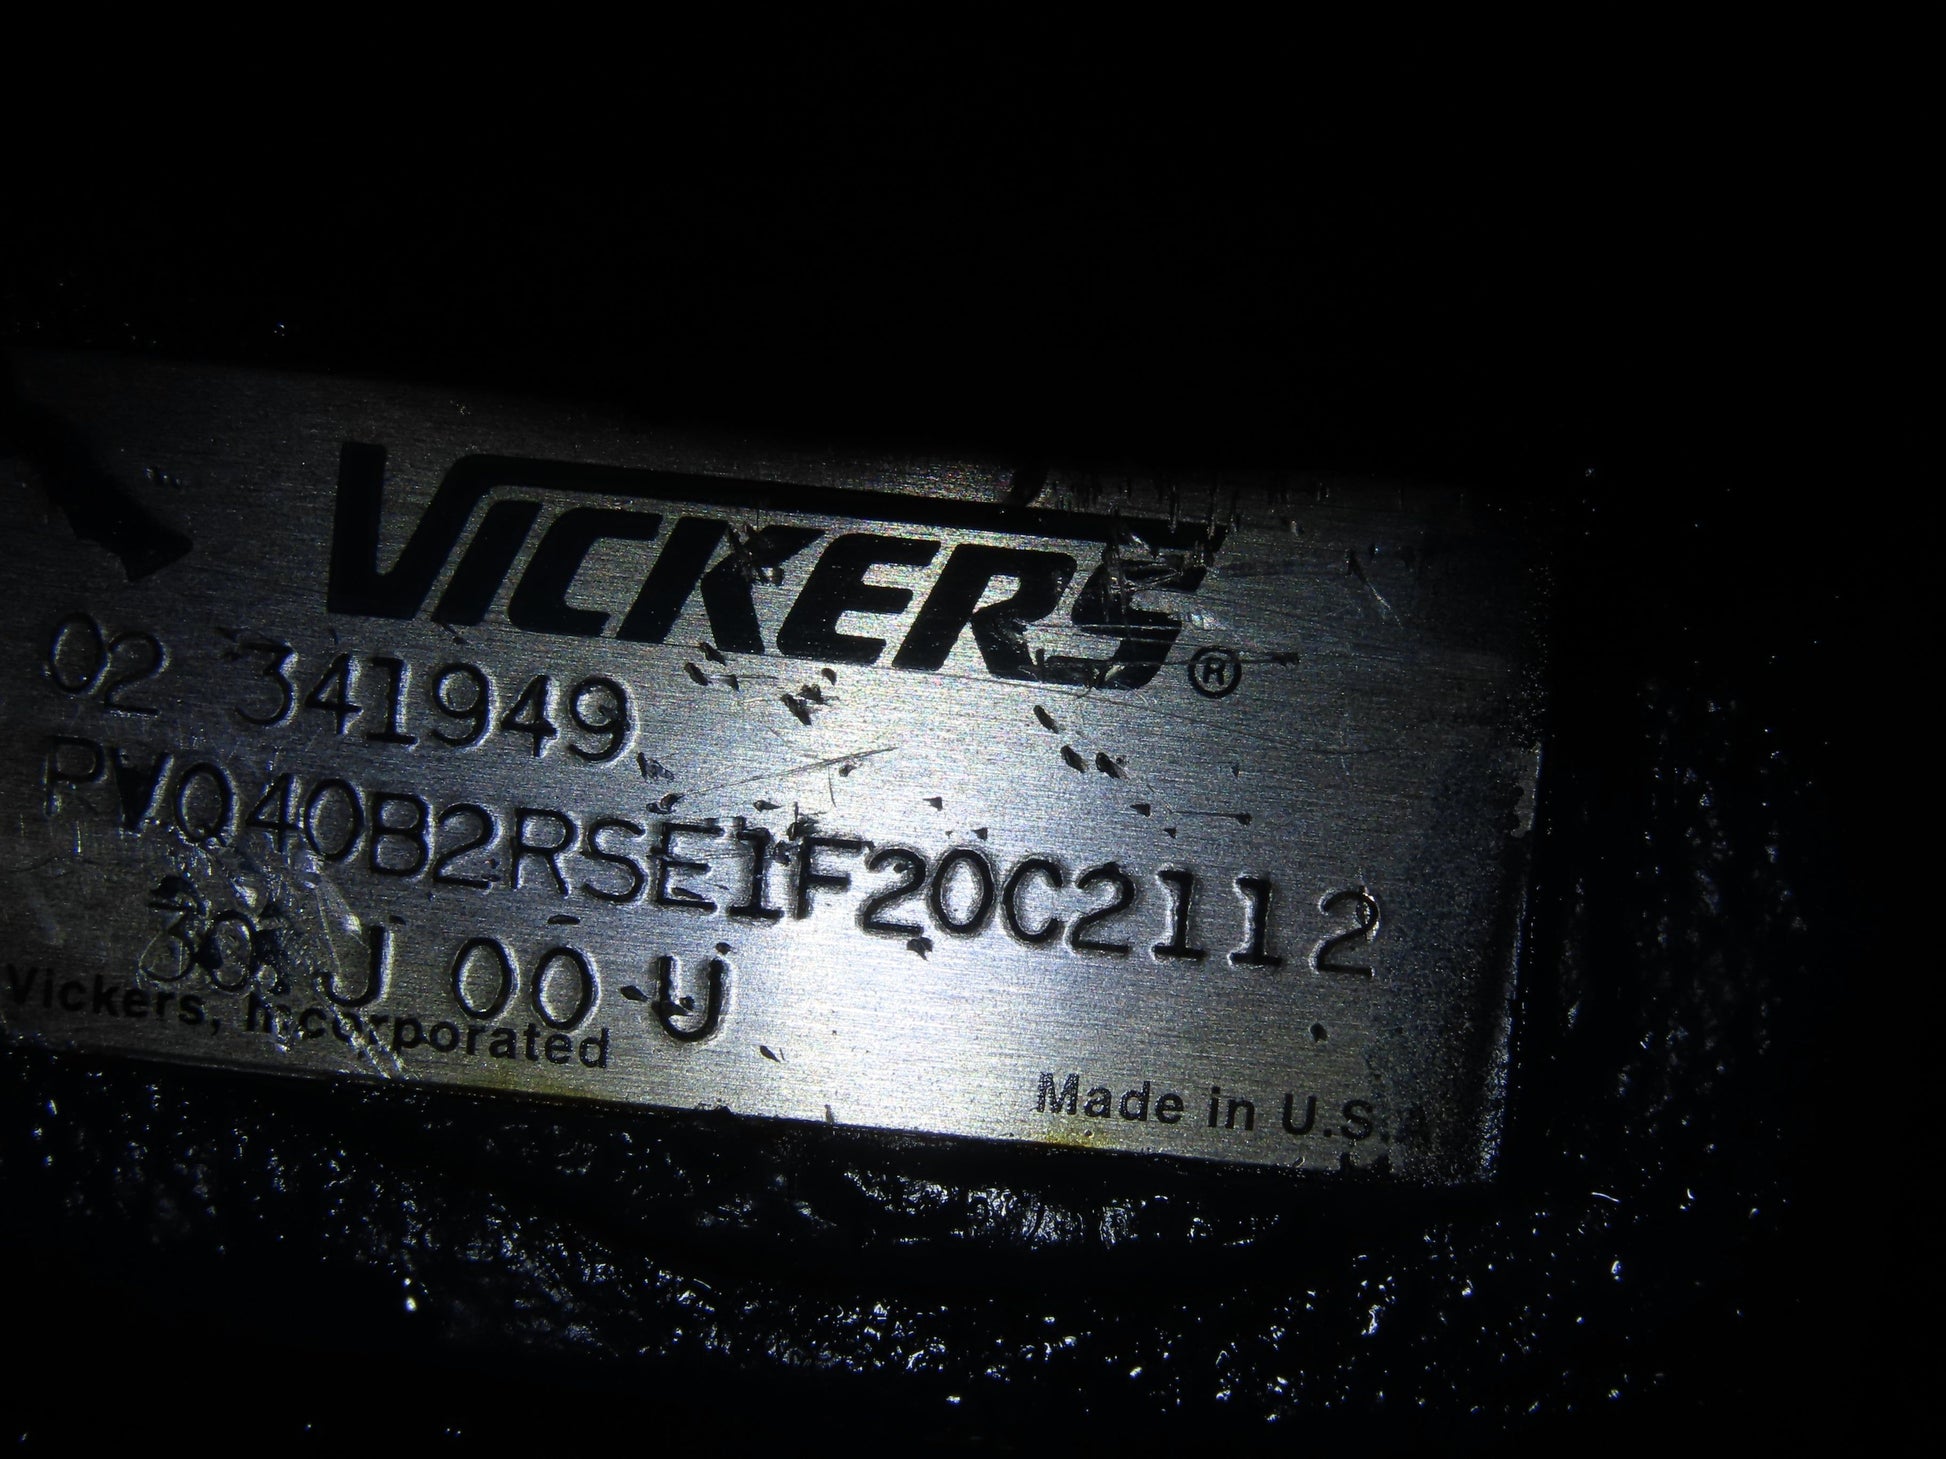 VICKERS®
02 341949
PVQ40B2RSE1F20C2112
30 J 00 U
Vickers, Incorporated
Made in U.S.A